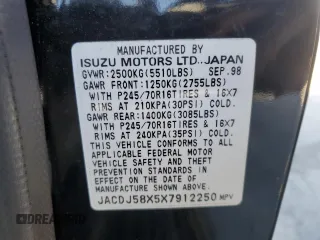 MANUFACTURED BY
ISUZU MOTORS LTD., JAPAN
GVWR:2500KG(5510LBS) SEP.98
GAWR FRONT:1250KG(2755LBS)
WITH P245/70R16TIRES & 16X7
RIMS AT 210KPA(30PSI) COLD.
GAWR REAR:1400KG(3085LBS)
WITH P245/70R16TIRES & 16X7
RIMS AT 240KPA(35PSI) COLD.
THIS VEHICLE CONFORMS TO ALL
APPLICABLE FEDERAL MOTOR
VEHICLE SAFETY STANDARDS IN
EFFECT ON THE DATE OF
MANUFACTURE SHOWN ABOVE.
JACDJ58X5X7912250 MPV